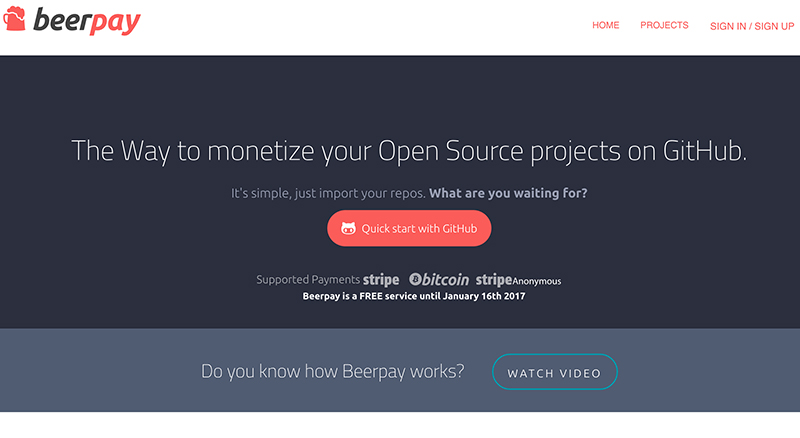 beerpay
HOME PROJECTS SIGN IN / SIGN UP
The Way to monetize your Open Source projects on GitHub.
It's simple, just import your repos. What are you waiting for?
Quick start with GitHub
Supported Payments stripe bitcoin stripeAnonymous
Beerpay is a FREE service until January 16th 2017
Do you know how Beerpay works? WATCH VIDEO